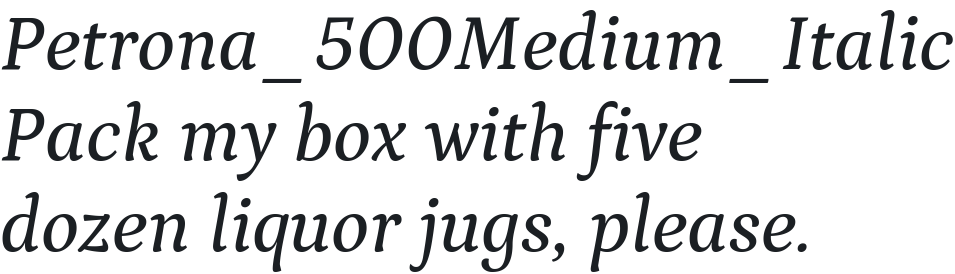 Petrona_500Medium_Italic
Pack my box with five
dozen liquor jugs, please.